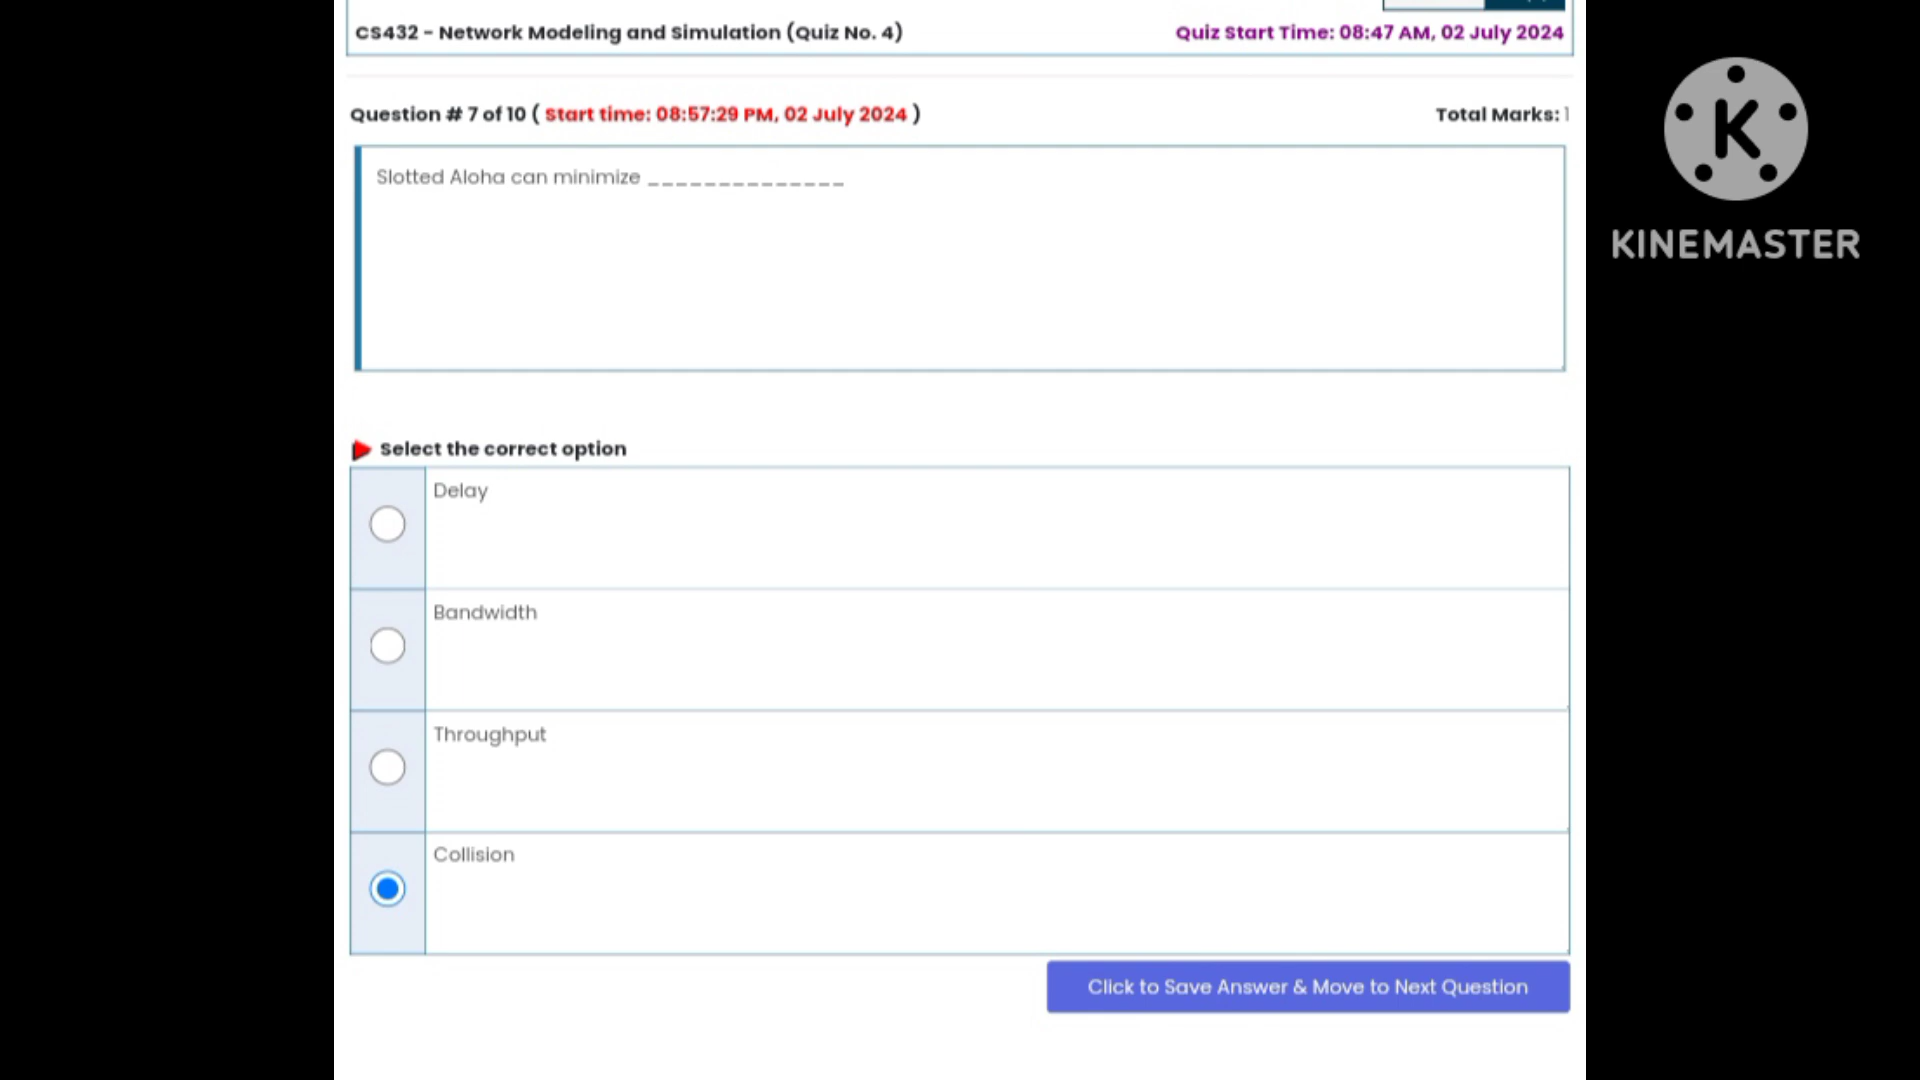 CS432 - Network Modeling and Simulation (Quiz No. 4)
Quiz Start Time: 08:47 AM, 02 July 2024
Question # 7 of 10 ( Start time: 08:57:29 PM, 02 July 2024 )
Total Marks: 1
Slotted Aloha can minimize ______________
Select the correct option
Delay
Bandwidth
Throughput
Collision
Click to Save Answer & Move to Next Question
K
KINEMASTER